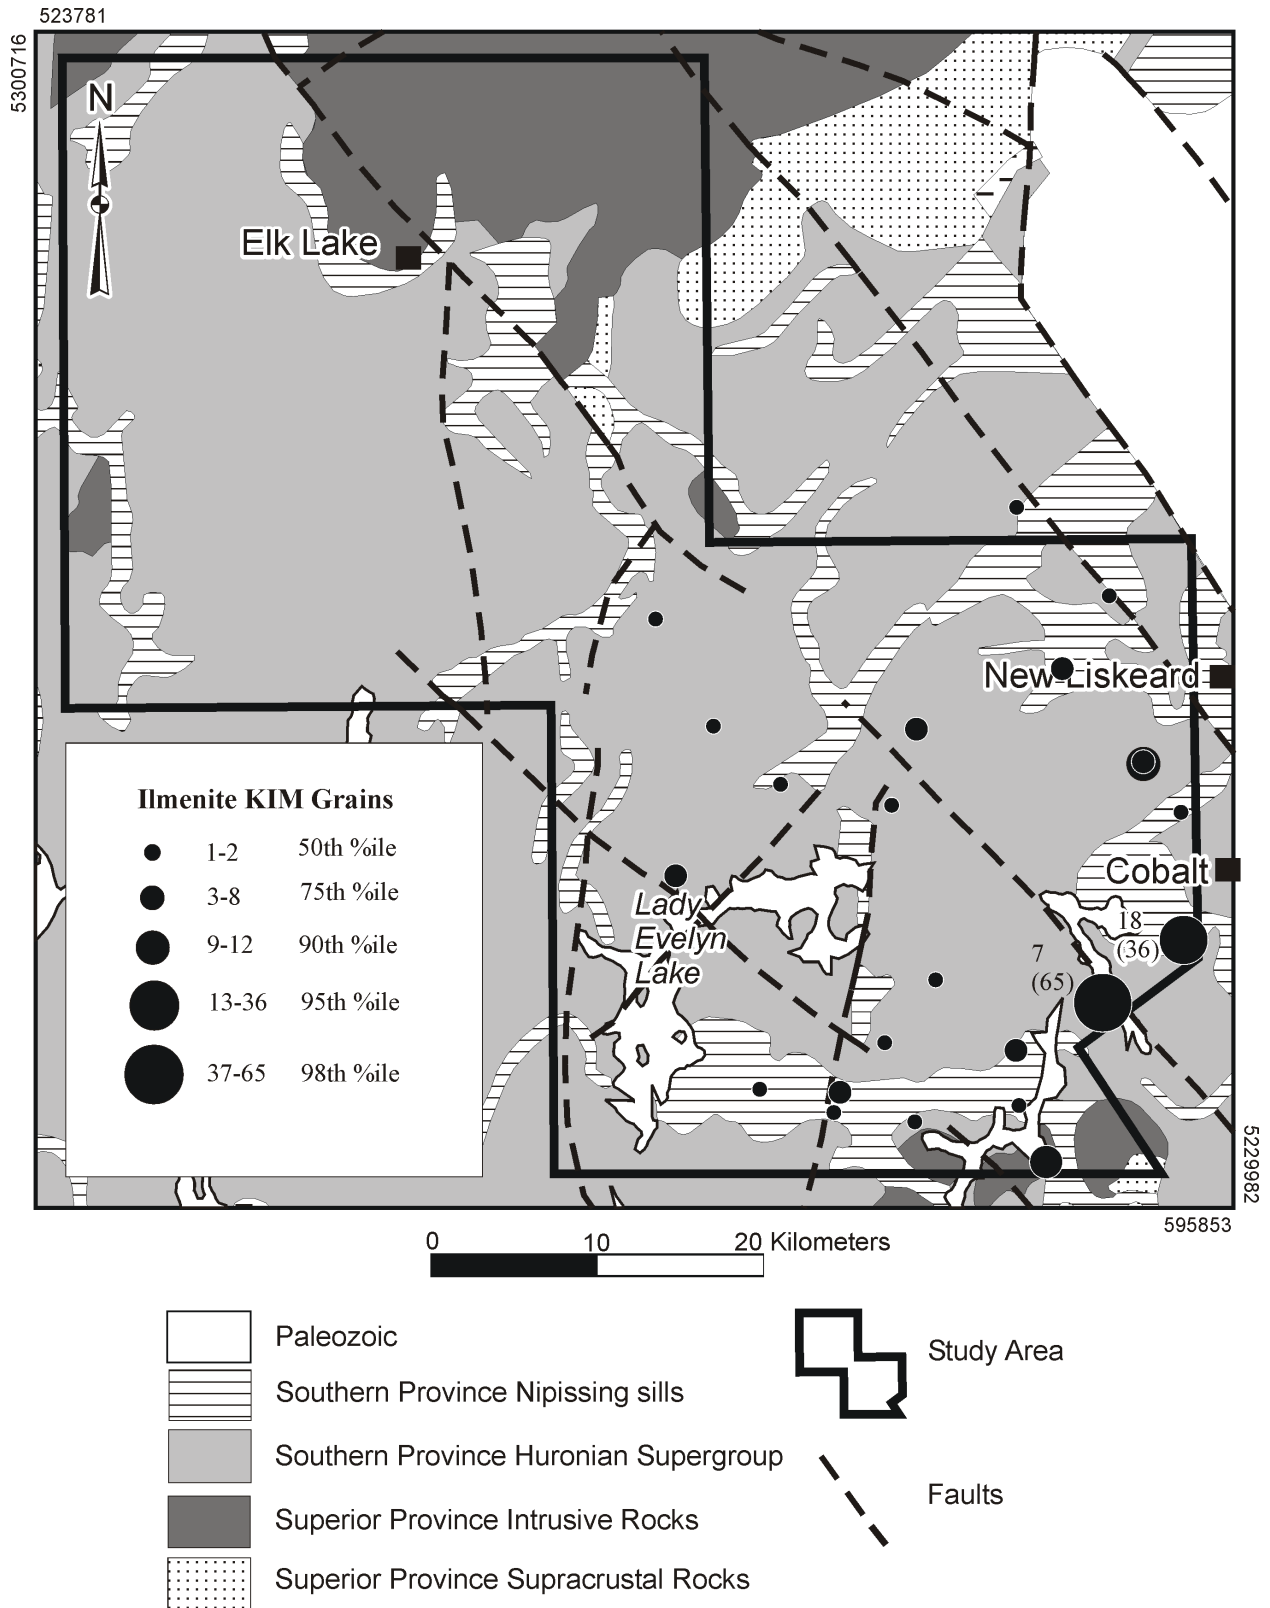 523781
5300716
N
Elk Lake
New Liskeard
Cobalt
Lady
Evelyn
Lake
18
(36)
7
(65)
Ilmenite KIM Grains
1-2 50th %ile
3-8 75th %ile
9-12 90th %ile
13-36 95th %ile
37-65 98th %ile
5229982
595853
0 10 20 Kilometers
Paleozoic
Southern Province Nipissing sills
Southern Province Huronian Supergroup
Superior Province Intrusive Rocks
Superior Province Supracrustal Rocks
Study Area
Faults